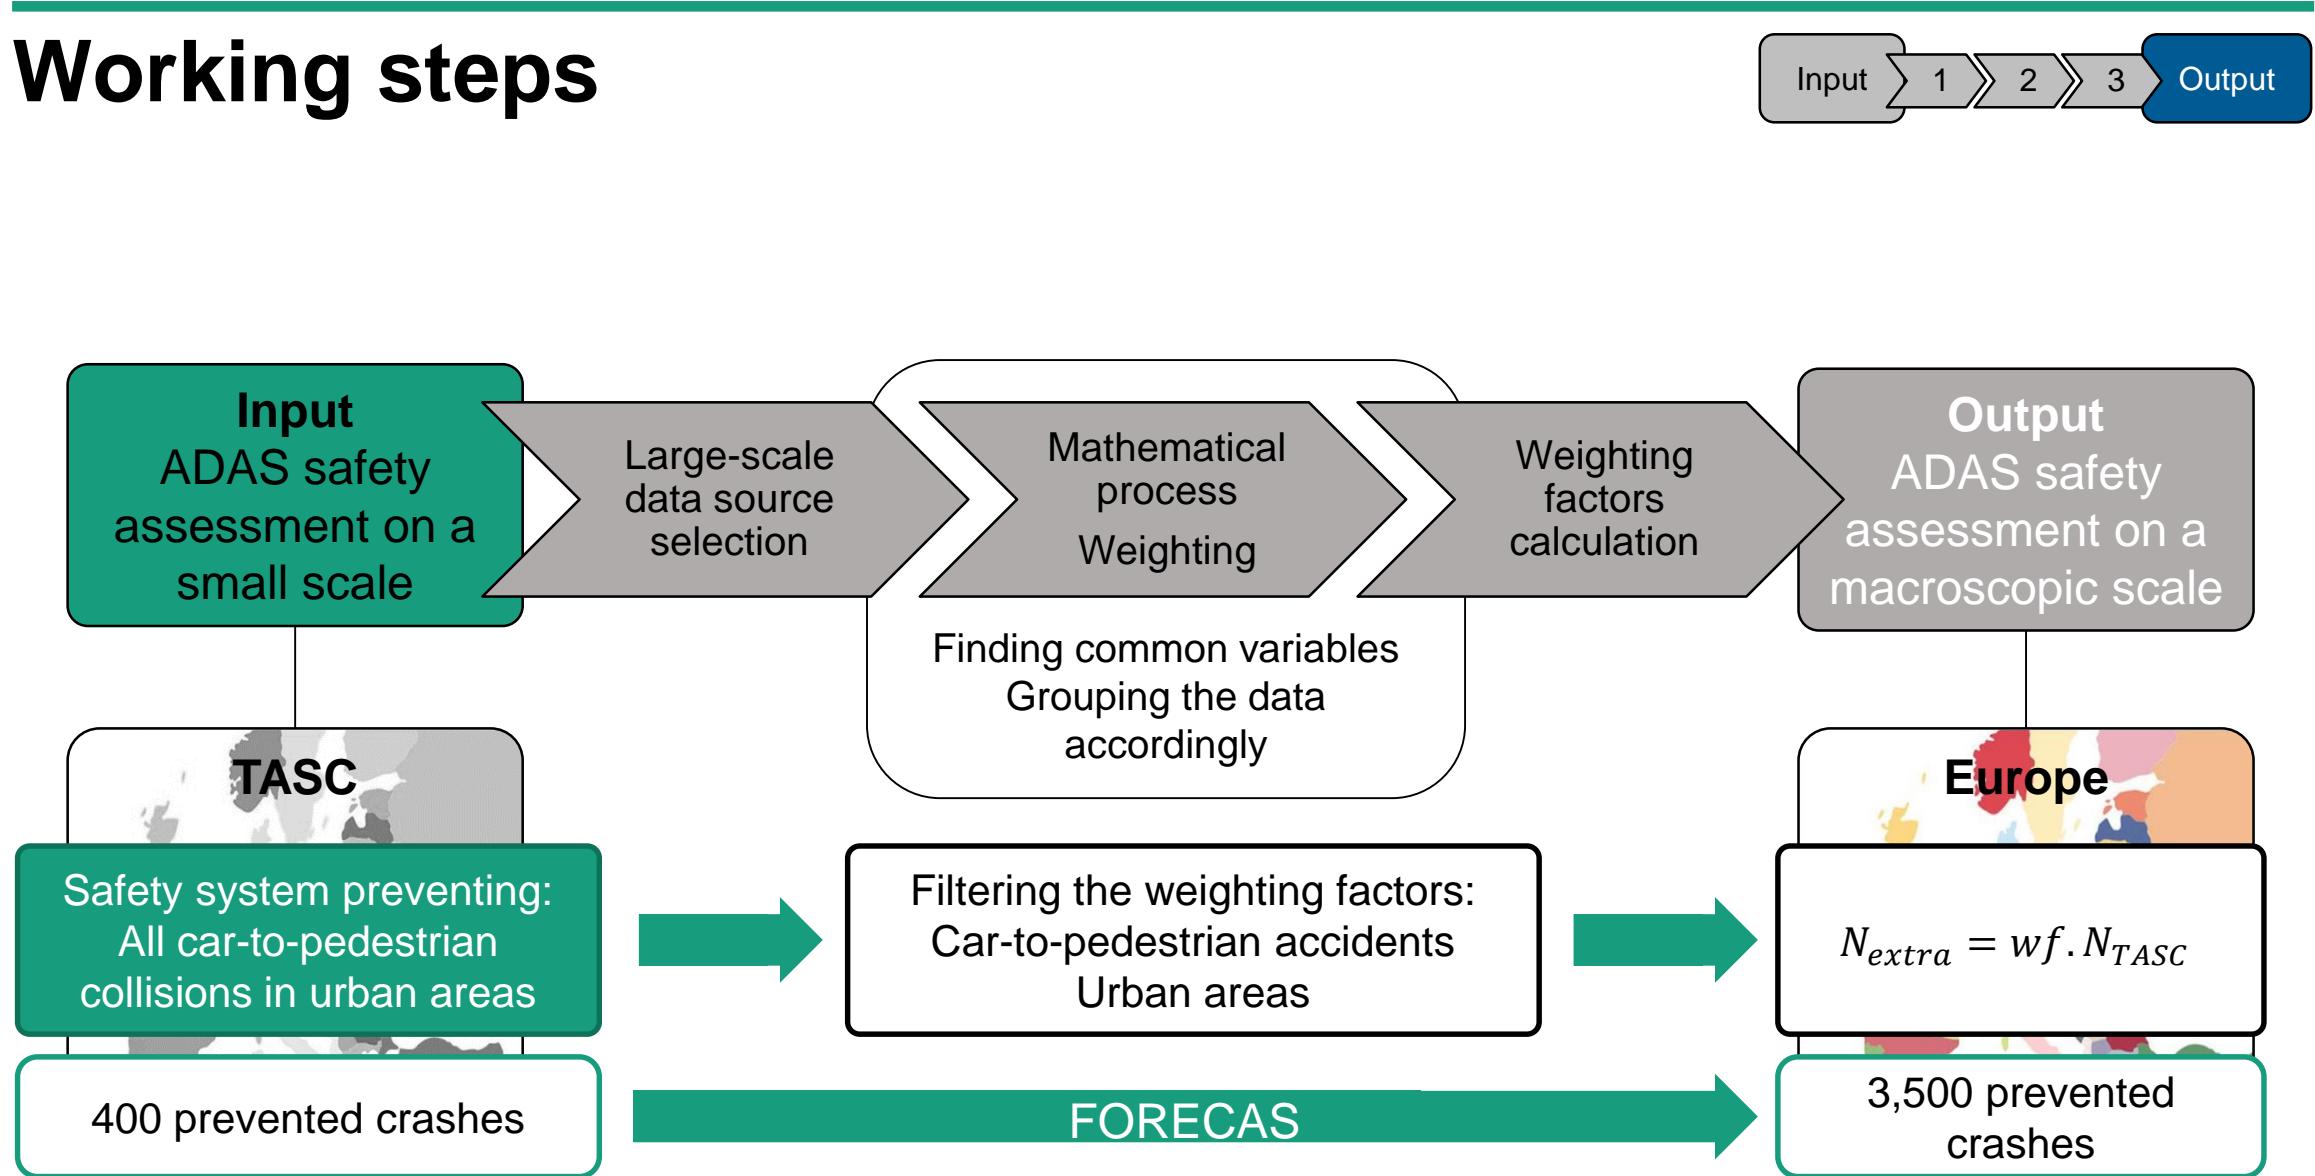 Working steps
Input
1
2
3
Output
Input
ADAS safety
assessment on a
small scale
Large-scale
data source
selection
Mathematical
process
Weighting
Weighting
factors
calculation
Output
ADAS safety
assessment on a
macroscopic scale
Finding common variables
Grouping the data
accordingly
TASC
Europe
Safety system preventing:
All car-to-pedestrian
collisions in urban areas
Filtering the weighting factors:
Car-to-pedestrian accidents
Urban areas
N_extra = wf. N_TASC
400 prevented crashes
FORECAS
3,500 prevented
crashes